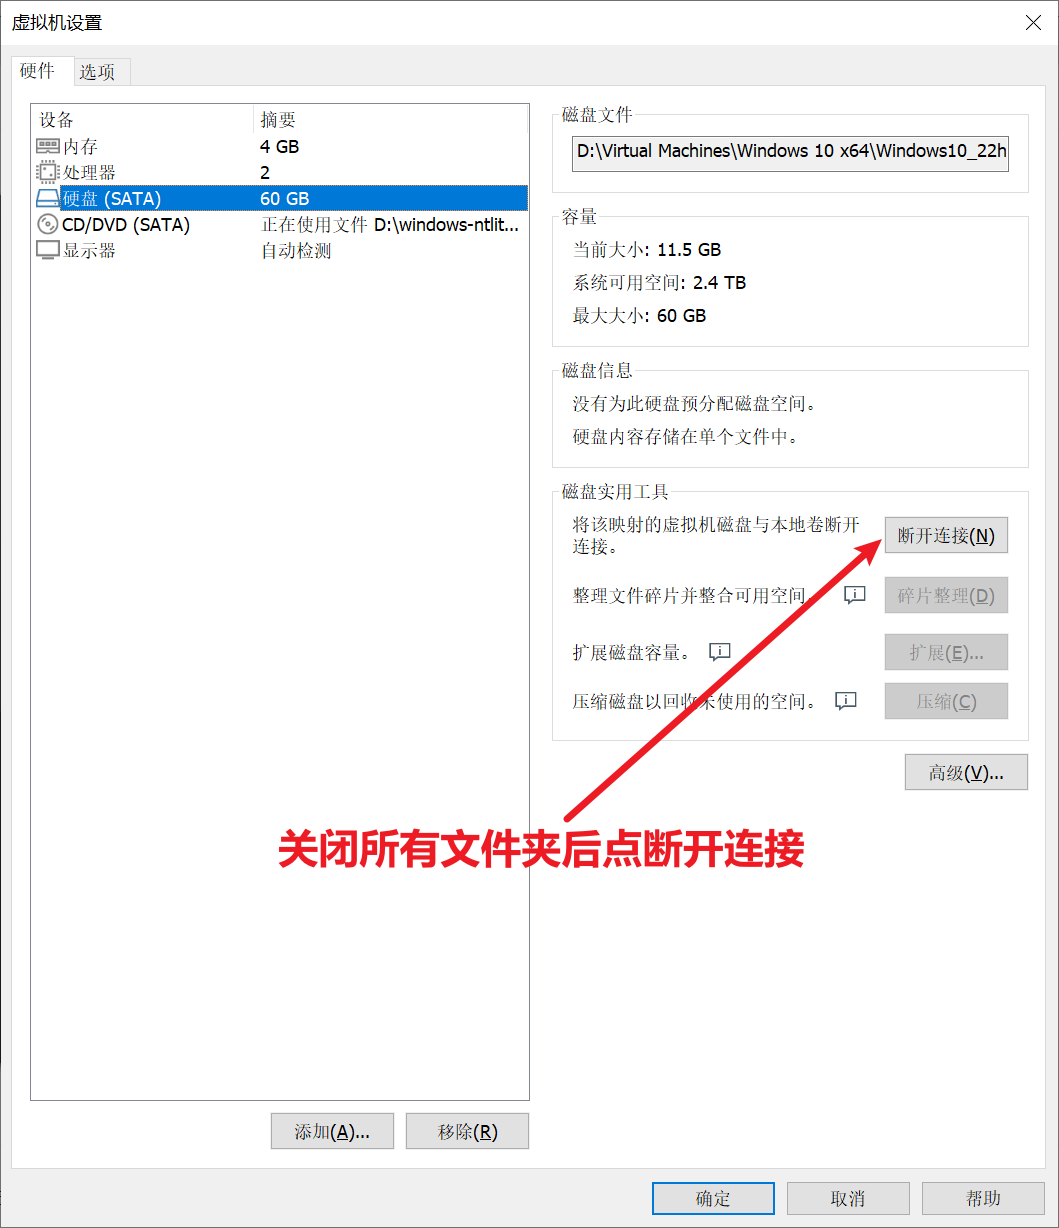 虚拟机设置
硬件 选项
设备 摘要
内存 4 GB
处理器 2
硬盘 (SATA) 60 GB
CD/DVD (SATA) 正在使用文件 D:\windows-ntlit...
显示器 自动检测
磁盘文件
D:\Virtual Machines\Windows 10 x64\Windows10_22h
容量
当前大小: 11.5 GB
系统可用空间: 2.4 TB
最大大小: 60 GB
磁盘信息
没有为此硬盘预分配磁盘空间。
硬盘内容存储在单个文件中。
磁盘实用工具
将该映射的虚拟机磁盘与本地卷断开
连接。
断开连接(N)
整理文件碎片并整合可用空间。
碎片整理(D)
扩展磁盘容量。
扩展(E)...
压缩磁盘以回收未使用的空间。
压缩(C)
高级(V)...
关闭所有文件夹后点断开连接
添加(A)... 移除(R)
确定 取消 帮助